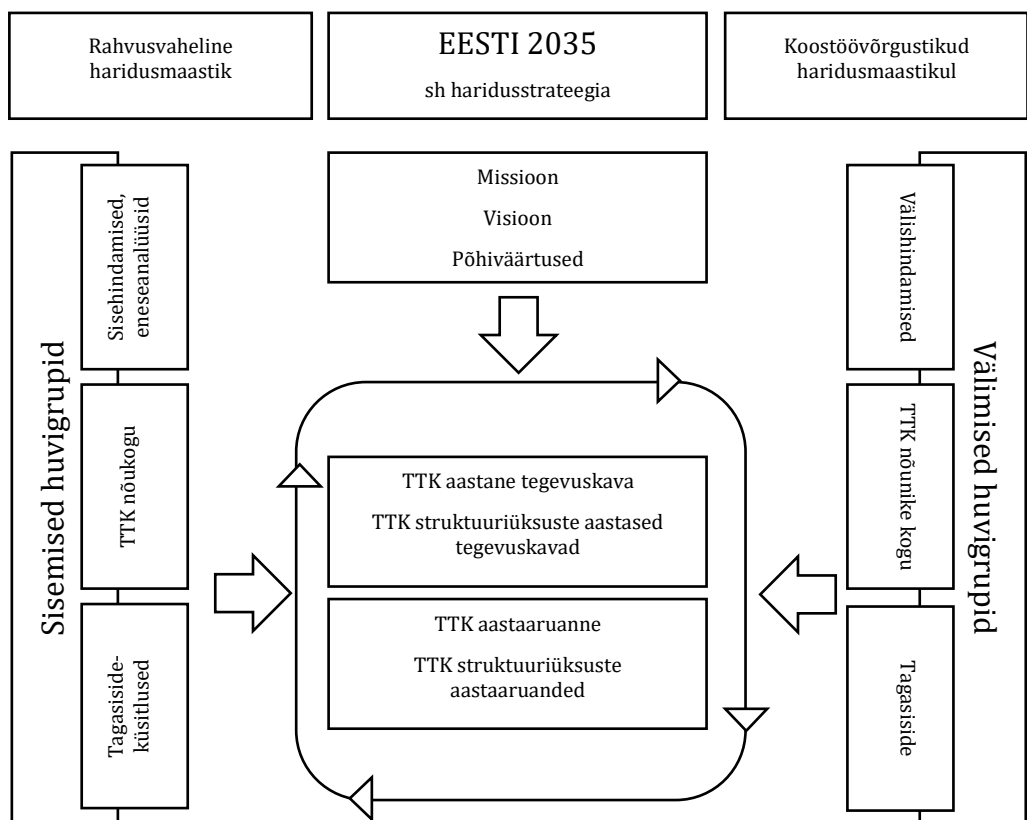 Rahvusvaheline
haridusmaastik
EESTI 2035
sh haridusstrateegia
Koostöövõrgustikud
haridusmaastikul
Sisemised huvigrupid
Sisehindamised,
eneseanalüüsid
TTK nõukogu
Tagasiside-
küsitlused
Missioon
Visioon
Põhiväärtused
TTK aastane tegevuskava
TTK struktuuriüksuste aastased
tegevuskavad
TTK aastaaruanne
TTK struktuuriüksuste
aastaaruanded
Välishindamised
TTK nõunike kogu
Tagasiside
Välimised huvigrupid